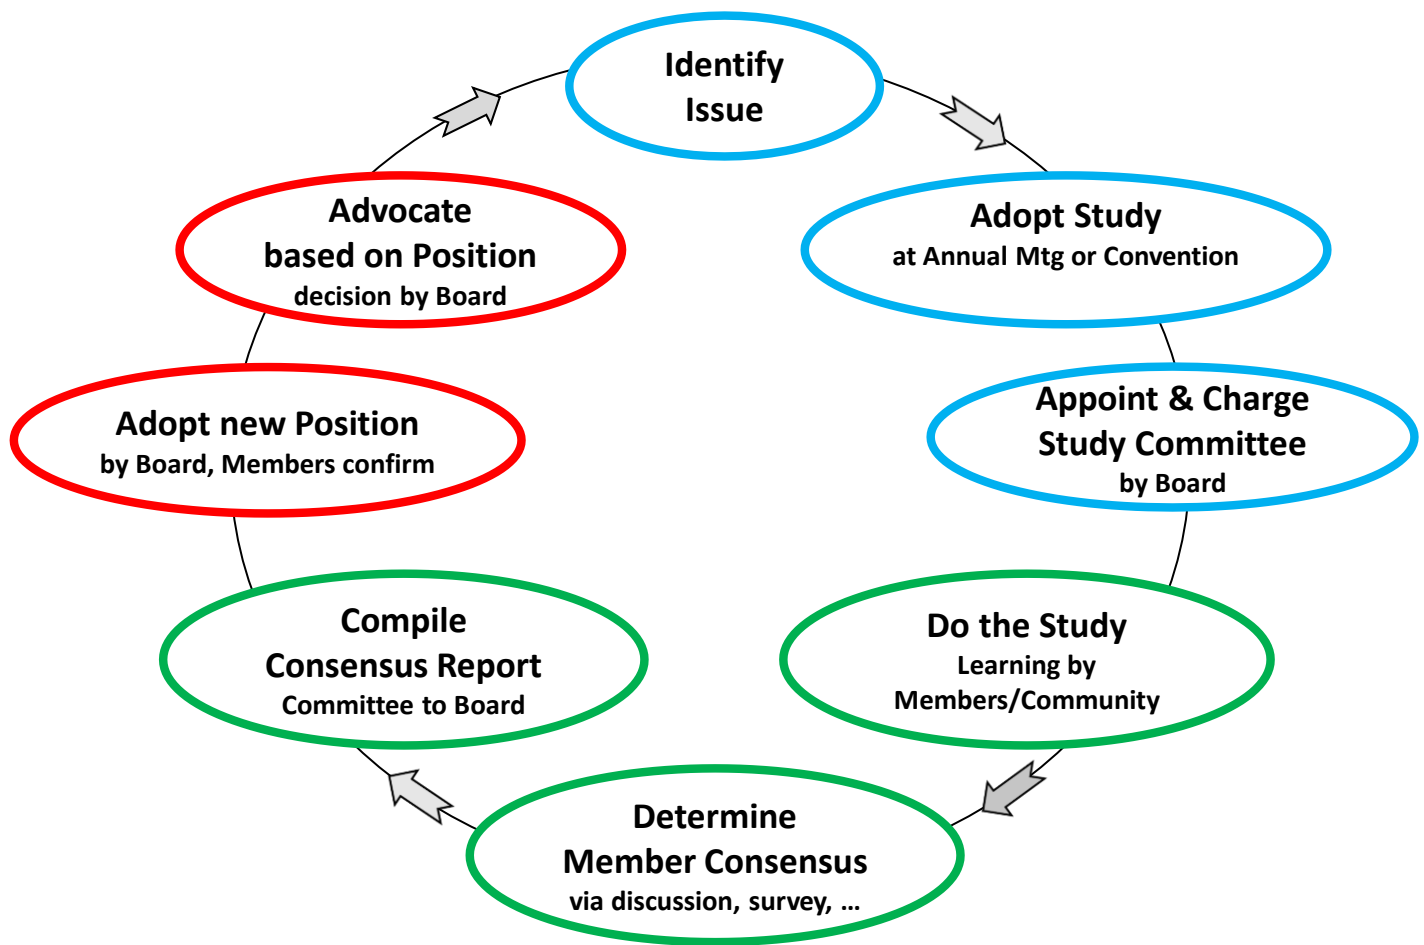 Identify
Issue
Adopt Study
at Annual Mtg or Convention
Appoint & Charge
Study Committee
by Board
Do the Study
Learning by
Members/Community
Determine
Member Consensus
via discussion, survey, …
Compile
Consensus Report
Committee to Board
Adopt new Position
by Board, Members confirm
Advocate
based on Position
decision by Board